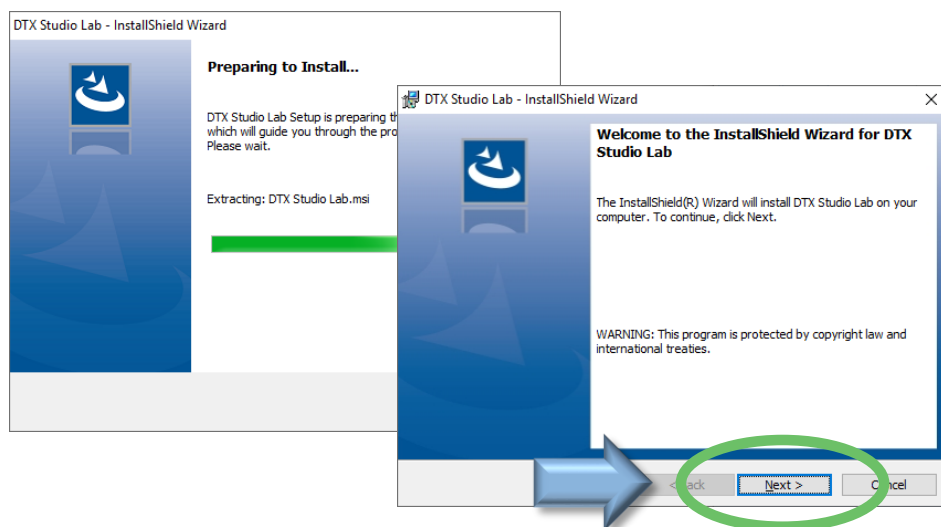 DTX Studio Lab - InstallShield Wizard
Preparing to Install...
DTX Studio Lab Setup is preparing
which will guide you through the
Please wait.
Extracting: DTX Studio Lab.msi
DTX Studio Lab - InstallShield Wizard
Welcome to the InstallShield Wizard for DTX
Studio Lab
The InstallShield(R) Wizard will install DTX Studio Lab on your
computer. To continue, click Next.
WARNING: This program is protected by copyright law and
international treaties.
Next >